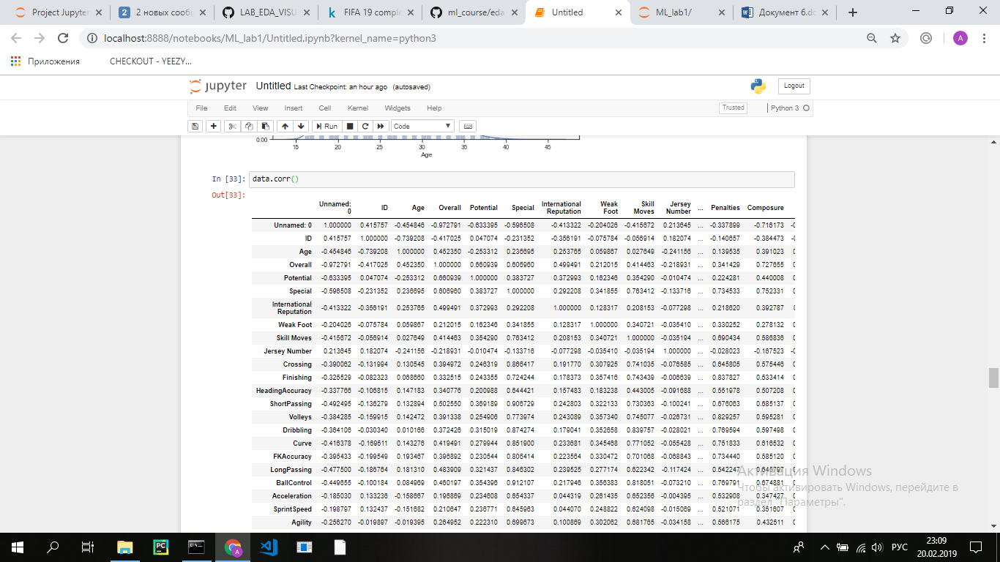 Project Jupyter
2 новых сообщ
LAB_EDA_VISU
FIFA 19 comple
ml_course/eda
Untitled
ML_lab1/
Документ 6.do
localhost:8888/notebooks/ML_lab1/Untitled.ipynb?kernel_name=python3
Приложения CHECKOUT - YEEZY...
jupyter Untitled Last Checkpoint: an hour ago (autosaved) Logout
File Edit View Insert Cell Kernel Widgets Help Trusted Python 3
Run Code
0.00
15 20 25 30 35 40 45
Age
In [33]: data.corr()
Out[33]:
Unnamed: 0 ID Age Overall Potential Special International Reputation Weak Foot Skill Moves Jersey Number ... Penalties Composure
Unnamed: 0 1.000000 0.415757 -0.454846 -0.972791 -0.633395 -0.596508 -0.413322 -0.204026 -0.415672 0.213645 ... -0.337899 -0.716173 -0
ID 0.415757 1.000000 -0.739208 -0.417025 0.047074 -0.231352 -0.356191 -0.075784 -0.056914 0.182074 ... -0.140657 -0.384473 -0
Age -0.454846 -0.739208 1.000000 0.452350 -0.253312 0.236695 0.253765 0.059867 0.027649 -0.241156 ... 0.139535 0.391023 0
Overall -0.972791 -0.417025 0.452350 1.000000 0.660939 0.606960 0.499491 0.212015 0.414463 -0.218931 ... 0.341429 0.727655 0
Potential -0.633395 0.047074 -0.253312 0.660939 1.000000 0.383727 0.372993 0.162346 0.354290 -0.010474 ... 0.224281 0.440008 0
Special -0.596508 -0.231352 0.236695 0.606960 0.383727 1.000000 0.292208 0.341855 0.763412 -0.133716 ... 0.734533 0.752331 0
International Reputation -0.413322 -0.356191 0.253765 0.499491 0.372993 0.292208 1.000000 0.128317 0.208153 -0.077298 ... 0.218620 0.392787 0
Weak Foot -0.204026 -0.075784 0.059867 0.212015 0.162346 0.341855 0.128317 1.000000 0.340721 -0.035410 ... 0.330252 0.278132 0
Skill Moves -0.415672 -0.056914 0.027649 0.414463 0.354290 0.763412 0.208153 0.340721 1.000000 -0.035194 ... 0.690434 0.586836 0
Jersey Number 0.213645 0.182074 -0.241156 -0.218931 -0.010474 -0.133716 -0.077298 -0.035410 -0.035194 1.000000 ... -0.028023 -0.167523 -0
Crossing -0.390062 -0.131994 0.130545 0.394972 0.246319 0.866417 0.191770 0.307925 0.741035 -0.076585 ... 0.645805 0.575446 0
Finishing -0.325529 -0.082323 0.068660 0.332515 0.243355 0.724244 0.178373 0.357416 0.743439 -0.006639 ... 0.837827 0.533414 0
HeadingAccuracy -0.337766 -0.106815 0.147183 0.340776 0.200988 0.644421 0.157483 0.183238 0.443005 -0.091688 ... 0.551978 0.507208 0
ShortPassing -0.492495 -0.136279 0.132894 0.502550 0.369189 0.906729 0.242803 0.322133 0.730363 -0.100241 ... 0.676063 0.685137 0
Volleys -0.384285 -0.159915 0.142472 0.391338 0.254906 0.773974 0.243089 0.357340 0.745077 -0.026731 ... 0.829257 0.595281 0
Dribbling -0.364106 -0.030340 0.010166 0.372426 0.315019 0.874274 0.179041 0.352658 0.839757 -0.028021 ... 0.769594 0.597498 0
Curve -0.416378 -0.169511 0.143276 0.419491 0.279944 0.851900 0.233681 0.345468 0.771052 -0.055428 ... 0.751833 0.616532 0
FKAccuracy -0.395433 -0.199549 0.193467 0.396892 0.230544 0.806414 0.223564 0.330472 0.701068 -0.068843 ... 0.734440 0.585120 0
LongPassing -0.477500 -0.186764 0.181310 0.483909 0.321437 0.846302 0.239525 0.277174 0.622342 -0.117424 ... 0.542247 0.645797 0
BallControl -0.449655 -0.100184 0.084969 0.460197 0.354396 0.912107 0.217946 0.356383 0.818051 -0.073210 ... 0.769791 0.674881 0
Acceleration -0.185030 0.133236 -0.158667 0.196869 0.234608 0.654337 0.044319 0.261435 0.652356 -0.004395 ... 0.532908 0.347427 0
SprintSpeed -0.198797 0.132437 -0.151682 0.210647 0.236771 0.645963 0.044070 0.248822 0.624098 -0.015069 ... 0.521071 0.351607 0
Agility -0.256270 -0.019897 -0.019395 0.264952 0.222310 0.699673 0.100869 0.302062 0.681765 -0.034158 ... 0.566175 0.432511 0
Активация Windows
Чтобы активировать Windows, перейдите в
раздел "Параметры".
РУС 23:09
20.02.2019